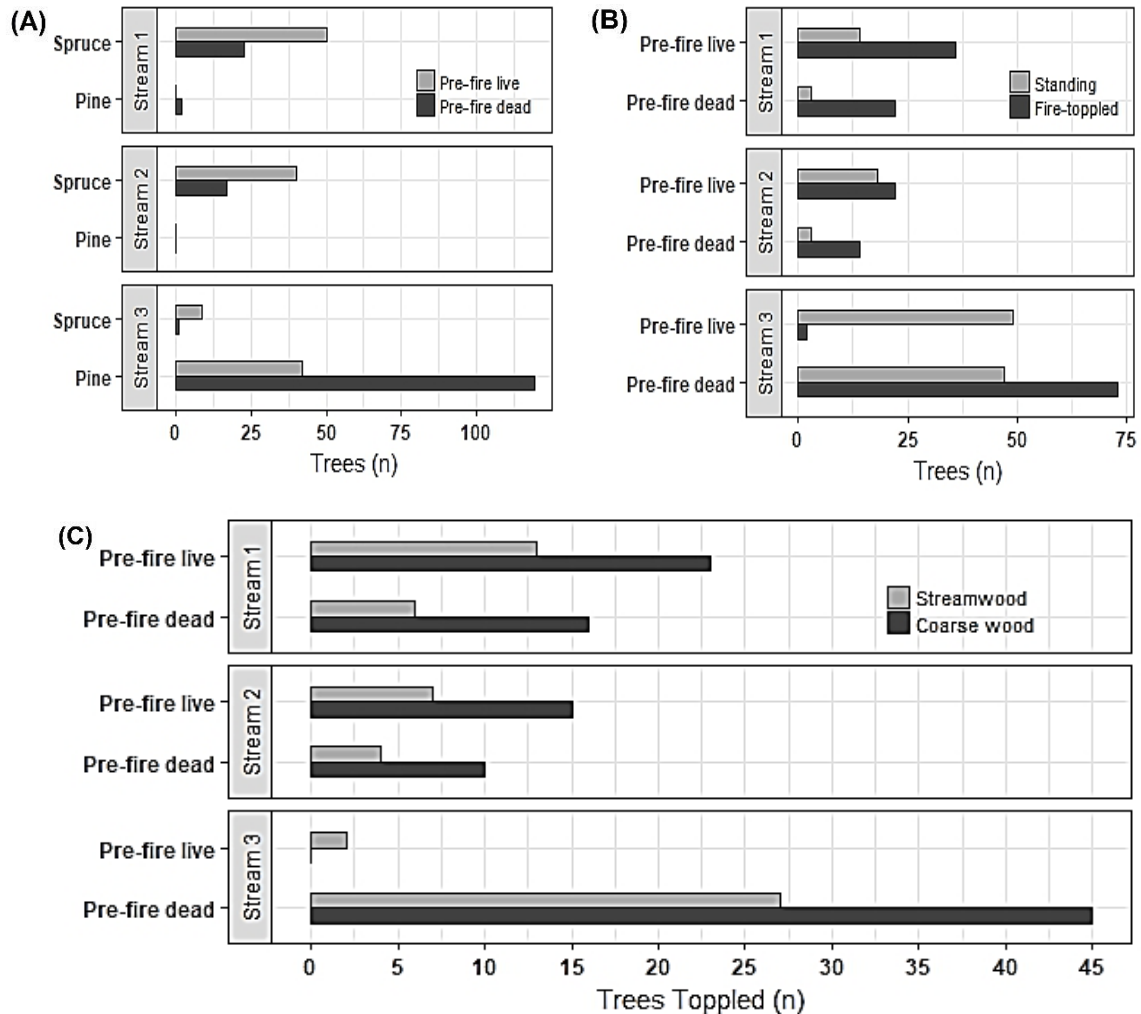 (A)
Spruce
Pine
Stream 1
Pre-fire live
Pre-fire dead
Spruce
Pine
Stream 2
Spruce
Pine
Stream 3
0 25 50 75 100
Trees (n)
(B)
Pre-fire live
Pre-fire dead
Stream 1
Standing
Fire-toppled
Pre-fire live
Pre-fire dead
Stream 2
Pre-fire live
Pre-fire dead
Stream 3
0 25 50 75
Trees (n)
(C)
Pre-fire live
Pre-fire dead
Stream 1
Streamwood
Coarse wood
Pre-fire live
Pre-fire dead
Stream 2
Pre-fire live
Pre-fire dead
Stream 3
0 5 10 15 20 25 30 35 40 45
Trees Toppled (n)